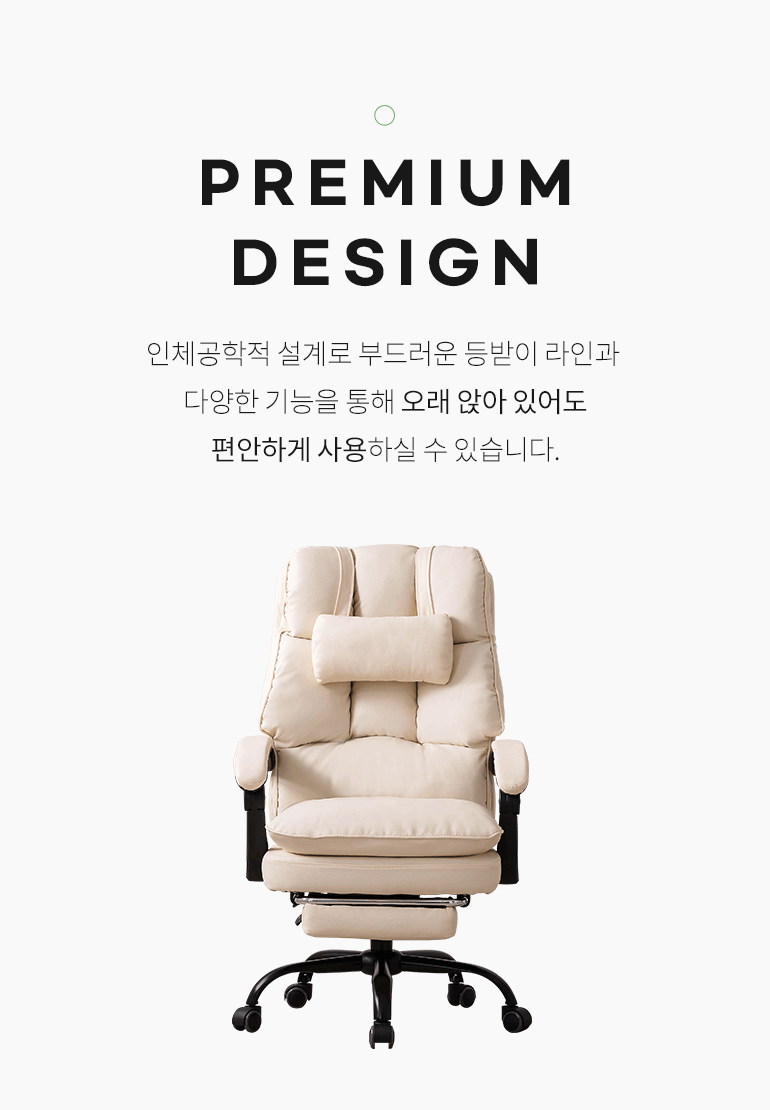 PREMIUM
DESIGN
인체공학적 설계로 부드러운 등받이 라인과
다양한 기능을 통해 오래 앉아 있어도
편안하게 사용하실 수 있습니다.